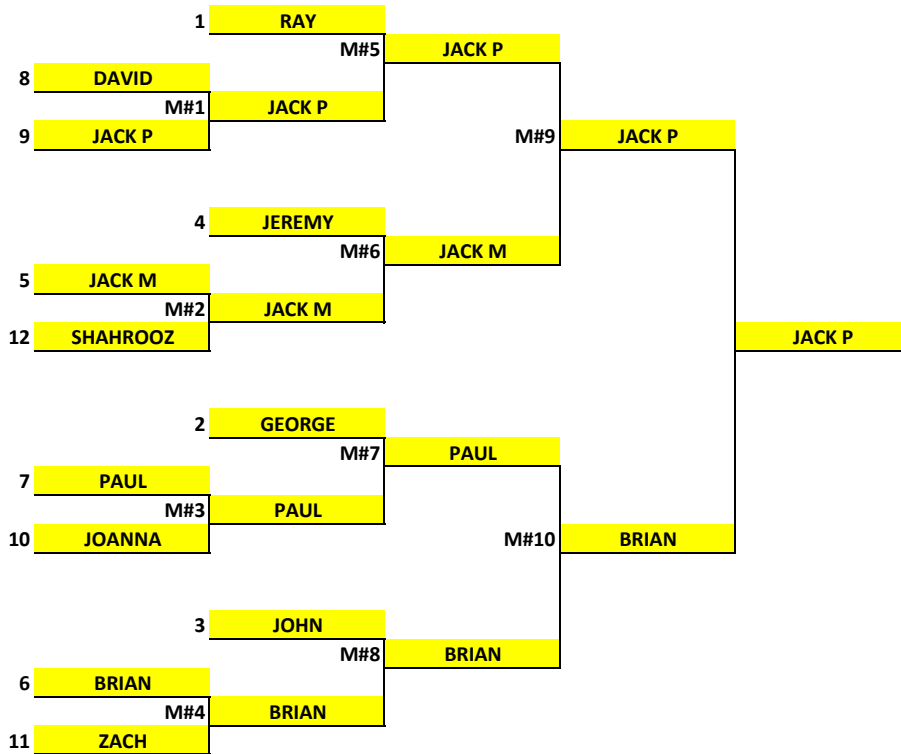 1 RAY
M#5 JACK P
8 DAVID
M#1 JACK P
9 JACK P
M#9 JACK P
4 JEREMY
M#6 JACK M
5 JACK M
M#2 JACK M
12 SHAHROOZ
JACK P
2 GEORGE
M#7 PAUL
7 PAUL
M#3 PAUL
10 JOANNA
M#10 BRIAN
3 JOHN
M#8 BRIAN
6 BRIAN
M#4 BRIAN
11 ZACH